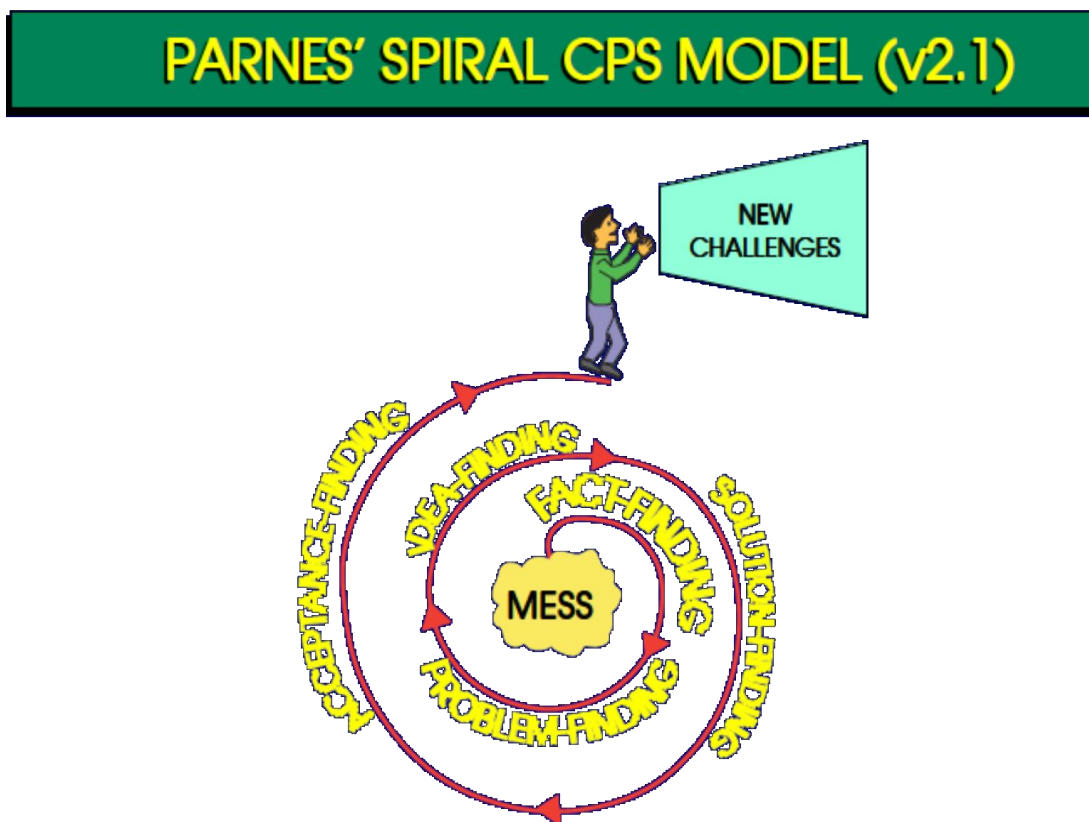 PARNES' SPIRAL CPS MODEL (v2.1)
NEW
CHALLENGES
ACCEPTANCE-FINDING
IDEA-FINDING
FACT-FINDING
SOLUTION-FINDING
MESS
PROBLEM-FINDING